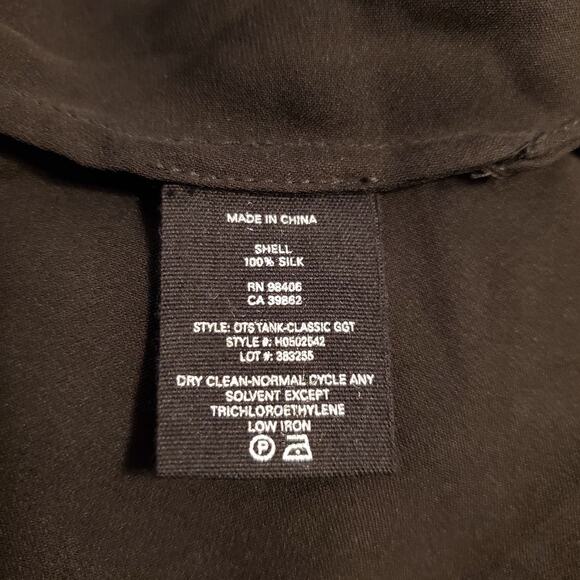 MADE IN CHINA
SHELL
100% SILK
RN 98406
CA 39862
STYLE: OTS TANK-CLASSIC GGT
STYLE #: H0502542
LOT #: 383255
DRY CLEAN-NORMAL CYCLE ANY
SOLVENT EXCEPT
TRICHLOROETHYLENE
LOW IRON
P